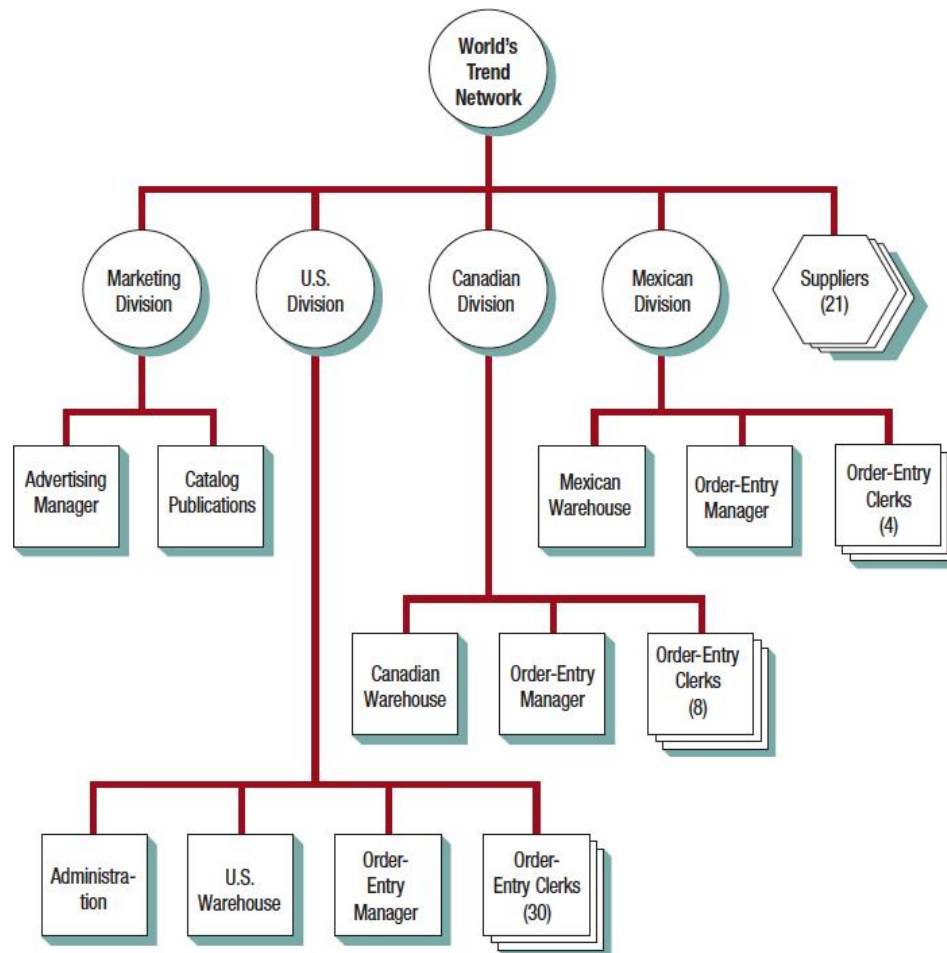 World's
Trend
Network
Marketing
Division
U.S.
Division
Canadian
Division
Mexican
Division
Suppliers
(21)
Advertising
Manager
Catalog
Publications
Mexican
Warehouse
Order-Entry
Manager
Order-Entry
Clerks
(4)
Canadian
Warehouse
Order-Entry
Manager
Order-Entry
Clerks
(8)
Administra-
tion
U.S.
Warehouse
Order-
Entry
Manager
Order-
Entry Clerks
(30)